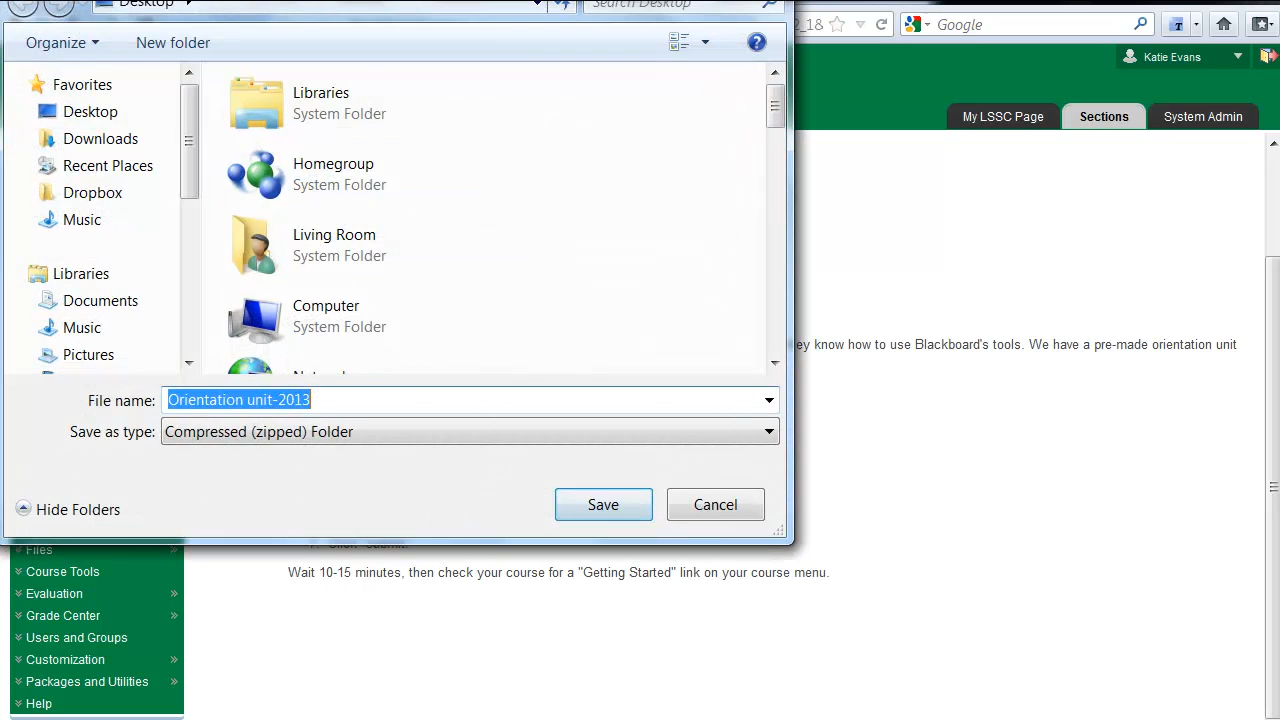 Desktop
Search Desktop
Organize
New folder
2_18
Google
Katie Evans
My LSSC Page
Sections
System Admin
Favorites
Desktop
Downloads
Recent Places
Dropbox
Music
Libraries
Documents
Music
Pictures
Libraries
System Folder
Homegroup
System Folder
Living Room
System Folder
Computer
System Folder
ey know how to use Blackboard's tools. We have a pre-made orientation unit
File name: Orientation unit-2013
Save as type: Compressed (zipped) Folder
Hide Folders
Save
Cancel
Wait 10-15 minutes, then check your course for a "Getting Started" link on your course menu.
Files
Course Tools
Evaluation
Grade Center
Users and Groups
Customization
Packages and Utilities
Help